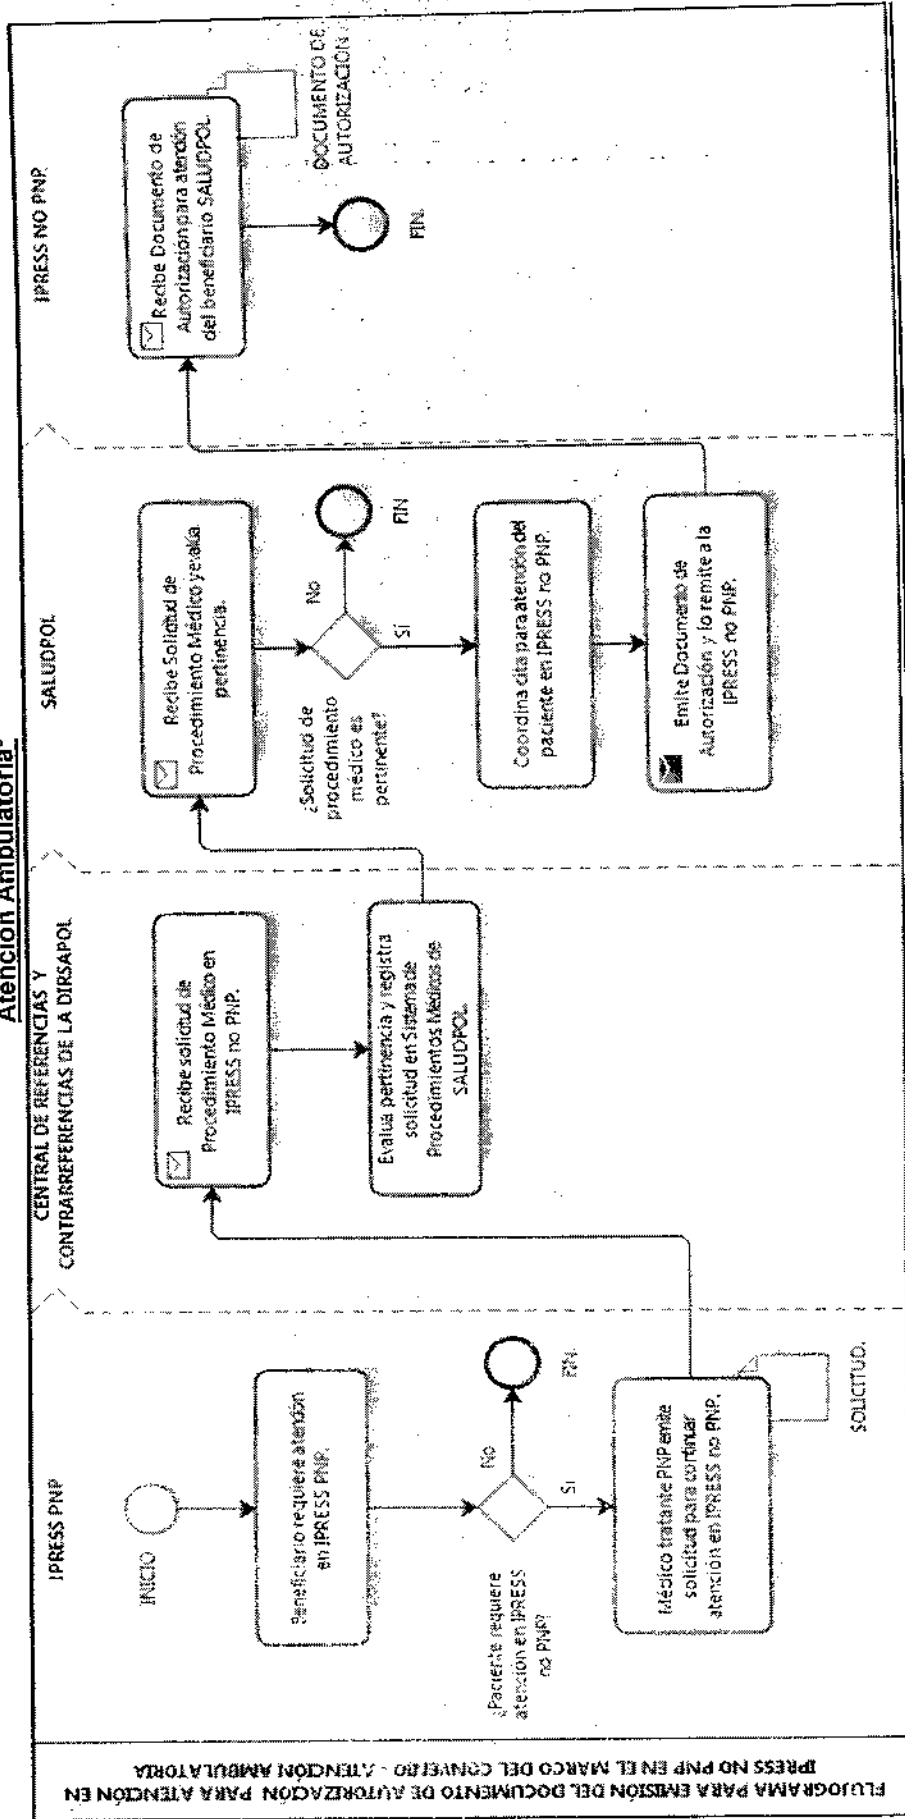 Atención Ambulatoria"
FLUJOGRAMA PARA EMISIÓN DEL DOCUMENTO DE AUTORIZACIÓN PARA ATENCIÓN EN
IPRESS NO PNP EN EL MARCO DEL CONVENIO - ATENCIÓN AMBULATORIA
IPRESS PNP
INICIO
Beneficiario requiere atención
en IPRESS PNP.
¿Paciente requiere
atención en IPRESS
no PNP?
No
FIN.
Si
Médico tratante PNP emite
solicitud para continuar
atención en IPRESS no PNP.
SOLICITUD.
CENTRAL DE REFERENCIAS Y
CONTRARREFERENCIAS DE LA DIRSAPOL
Recibe solicitud de
Procedimiento Médico en
IPRESS no PNP.
Evalua pertinencia y registra
solicitud en Sistema de
Procedimientos Médicos de
SALUDPOL.
SALUDPOL
Recibe Solicitud de
Procedimiento Médico y evalúa
pertinencia.
¿Solicitud de
procedimiento
médico es
pertinente?
No
FIN
Sí
Coordina cita para atención del
paciente en IPRESS no PNP.
Emite Documento de
Autorización y lo remite a la
IPRESS no PNP.
IPRESS NO PNP.
Recibe Documento de
Autorización para atención
del beneficiario SALUDPOL.
DOCUMENTO DE
AUTORIZACIÓN
FIN.